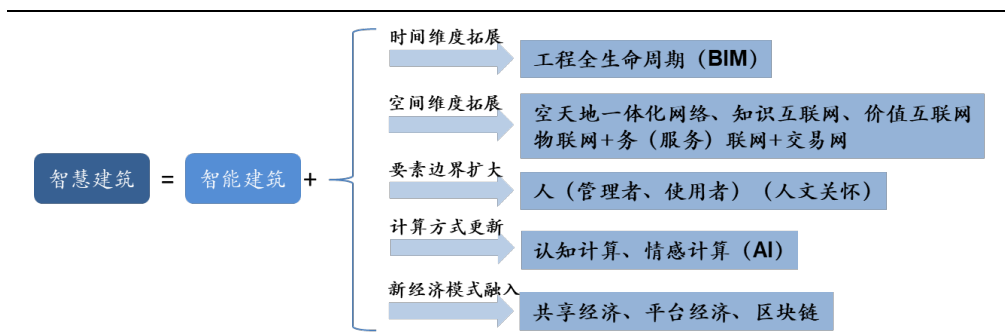 时间维度拓展
工程全生命周期（BIM）
空间维度拓展
空天地一体化网络、知识互联网、价值互联网
物联网+务（服务）联网+交易网
智慧建筑 = 智能建筑 +
要素边界扩大
人（管理者、使用者）（人文关怀）
计算方式更新
认知计算、情感计算（AI）
新经济模式融入
共享经济、平台经济、区块链